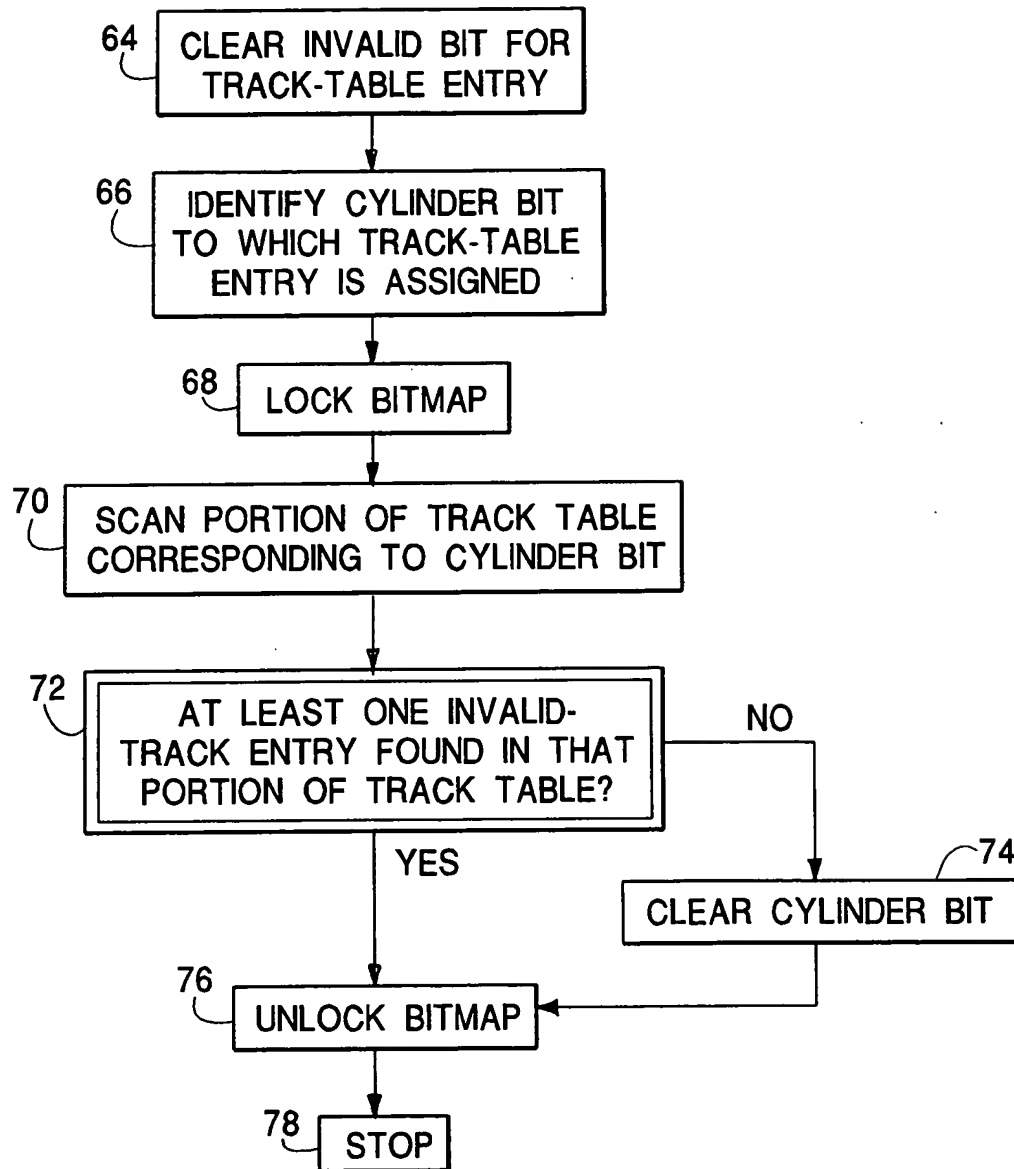 64
CLEAR INVALID BIT FOR
TRACK-TABLE ENTRY
66
IDENTIFY CYLINDER BIT
TO WHICH TRACK-TABLE
ENTRY IS ASSIGNED
68
LOCK BITMAP
70
SCAN PORTION OF TRACK TABLE
CORRESPONDING TO CYLINDER BIT
72
AT LEAST ONE INVALID-
TRACK ENTRY FOUND IN THAT
PORTION OF TRACK TABLE?
NO
YES
74
CLEAR CYLINDER BIT
76
UNLOCK BITMAP
78
STOP